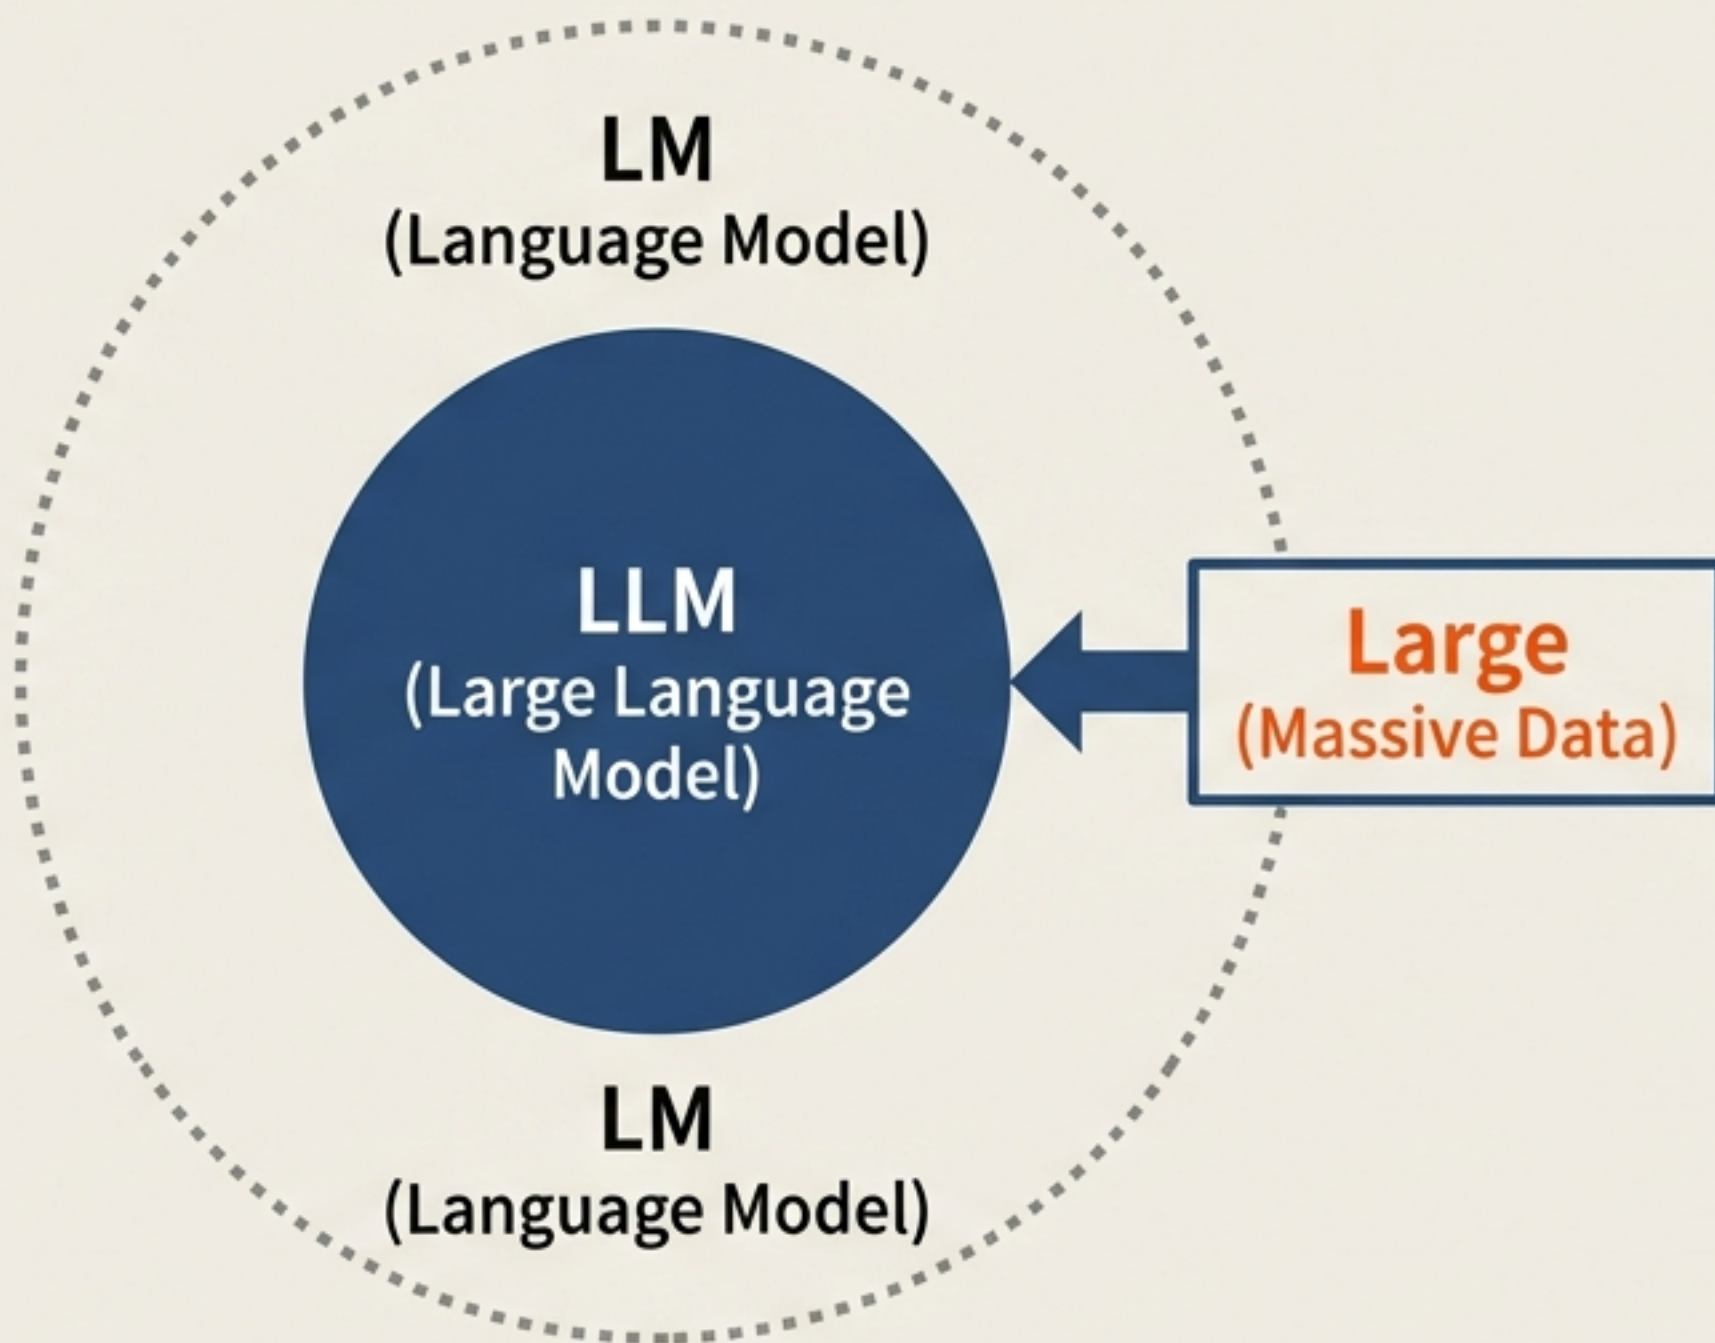 LM
(Language Model)
LLM
(Large Language
Model)
Large
(Massive Data)
LM
(Language Model)